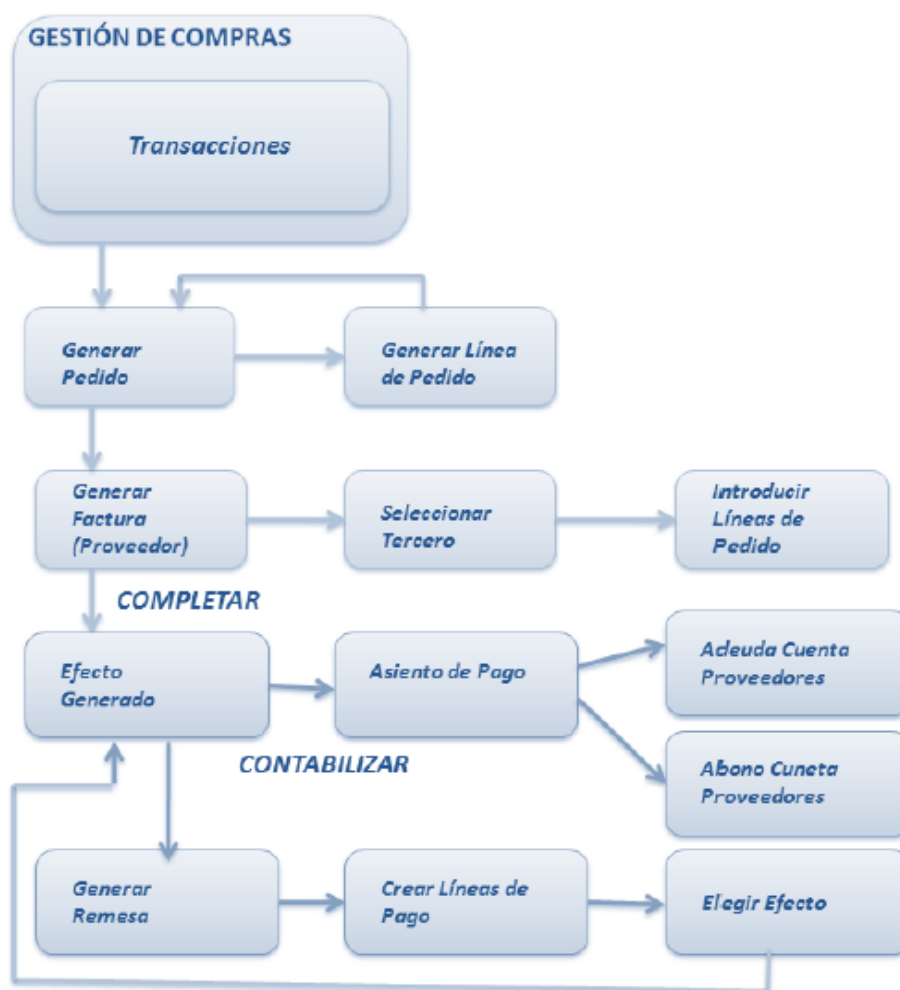 GESTIÓN DE COMPRAS
Transacciones
Generar
Pedido
Generar Línea
de Pedido
Generar
Factura
(Proveedor)
Seleccionar
Tercero
Introducir
Líneas de
Pedido
COMPLETAR
Efecto
Generado
Asiento de Pago
Adeuda Cuenta
Proveedores
CONTABILIZAR
Abono Cuneta
Proveedores
Generar
Remesa
Crear Líneas de
Pago
Elegir Efecto